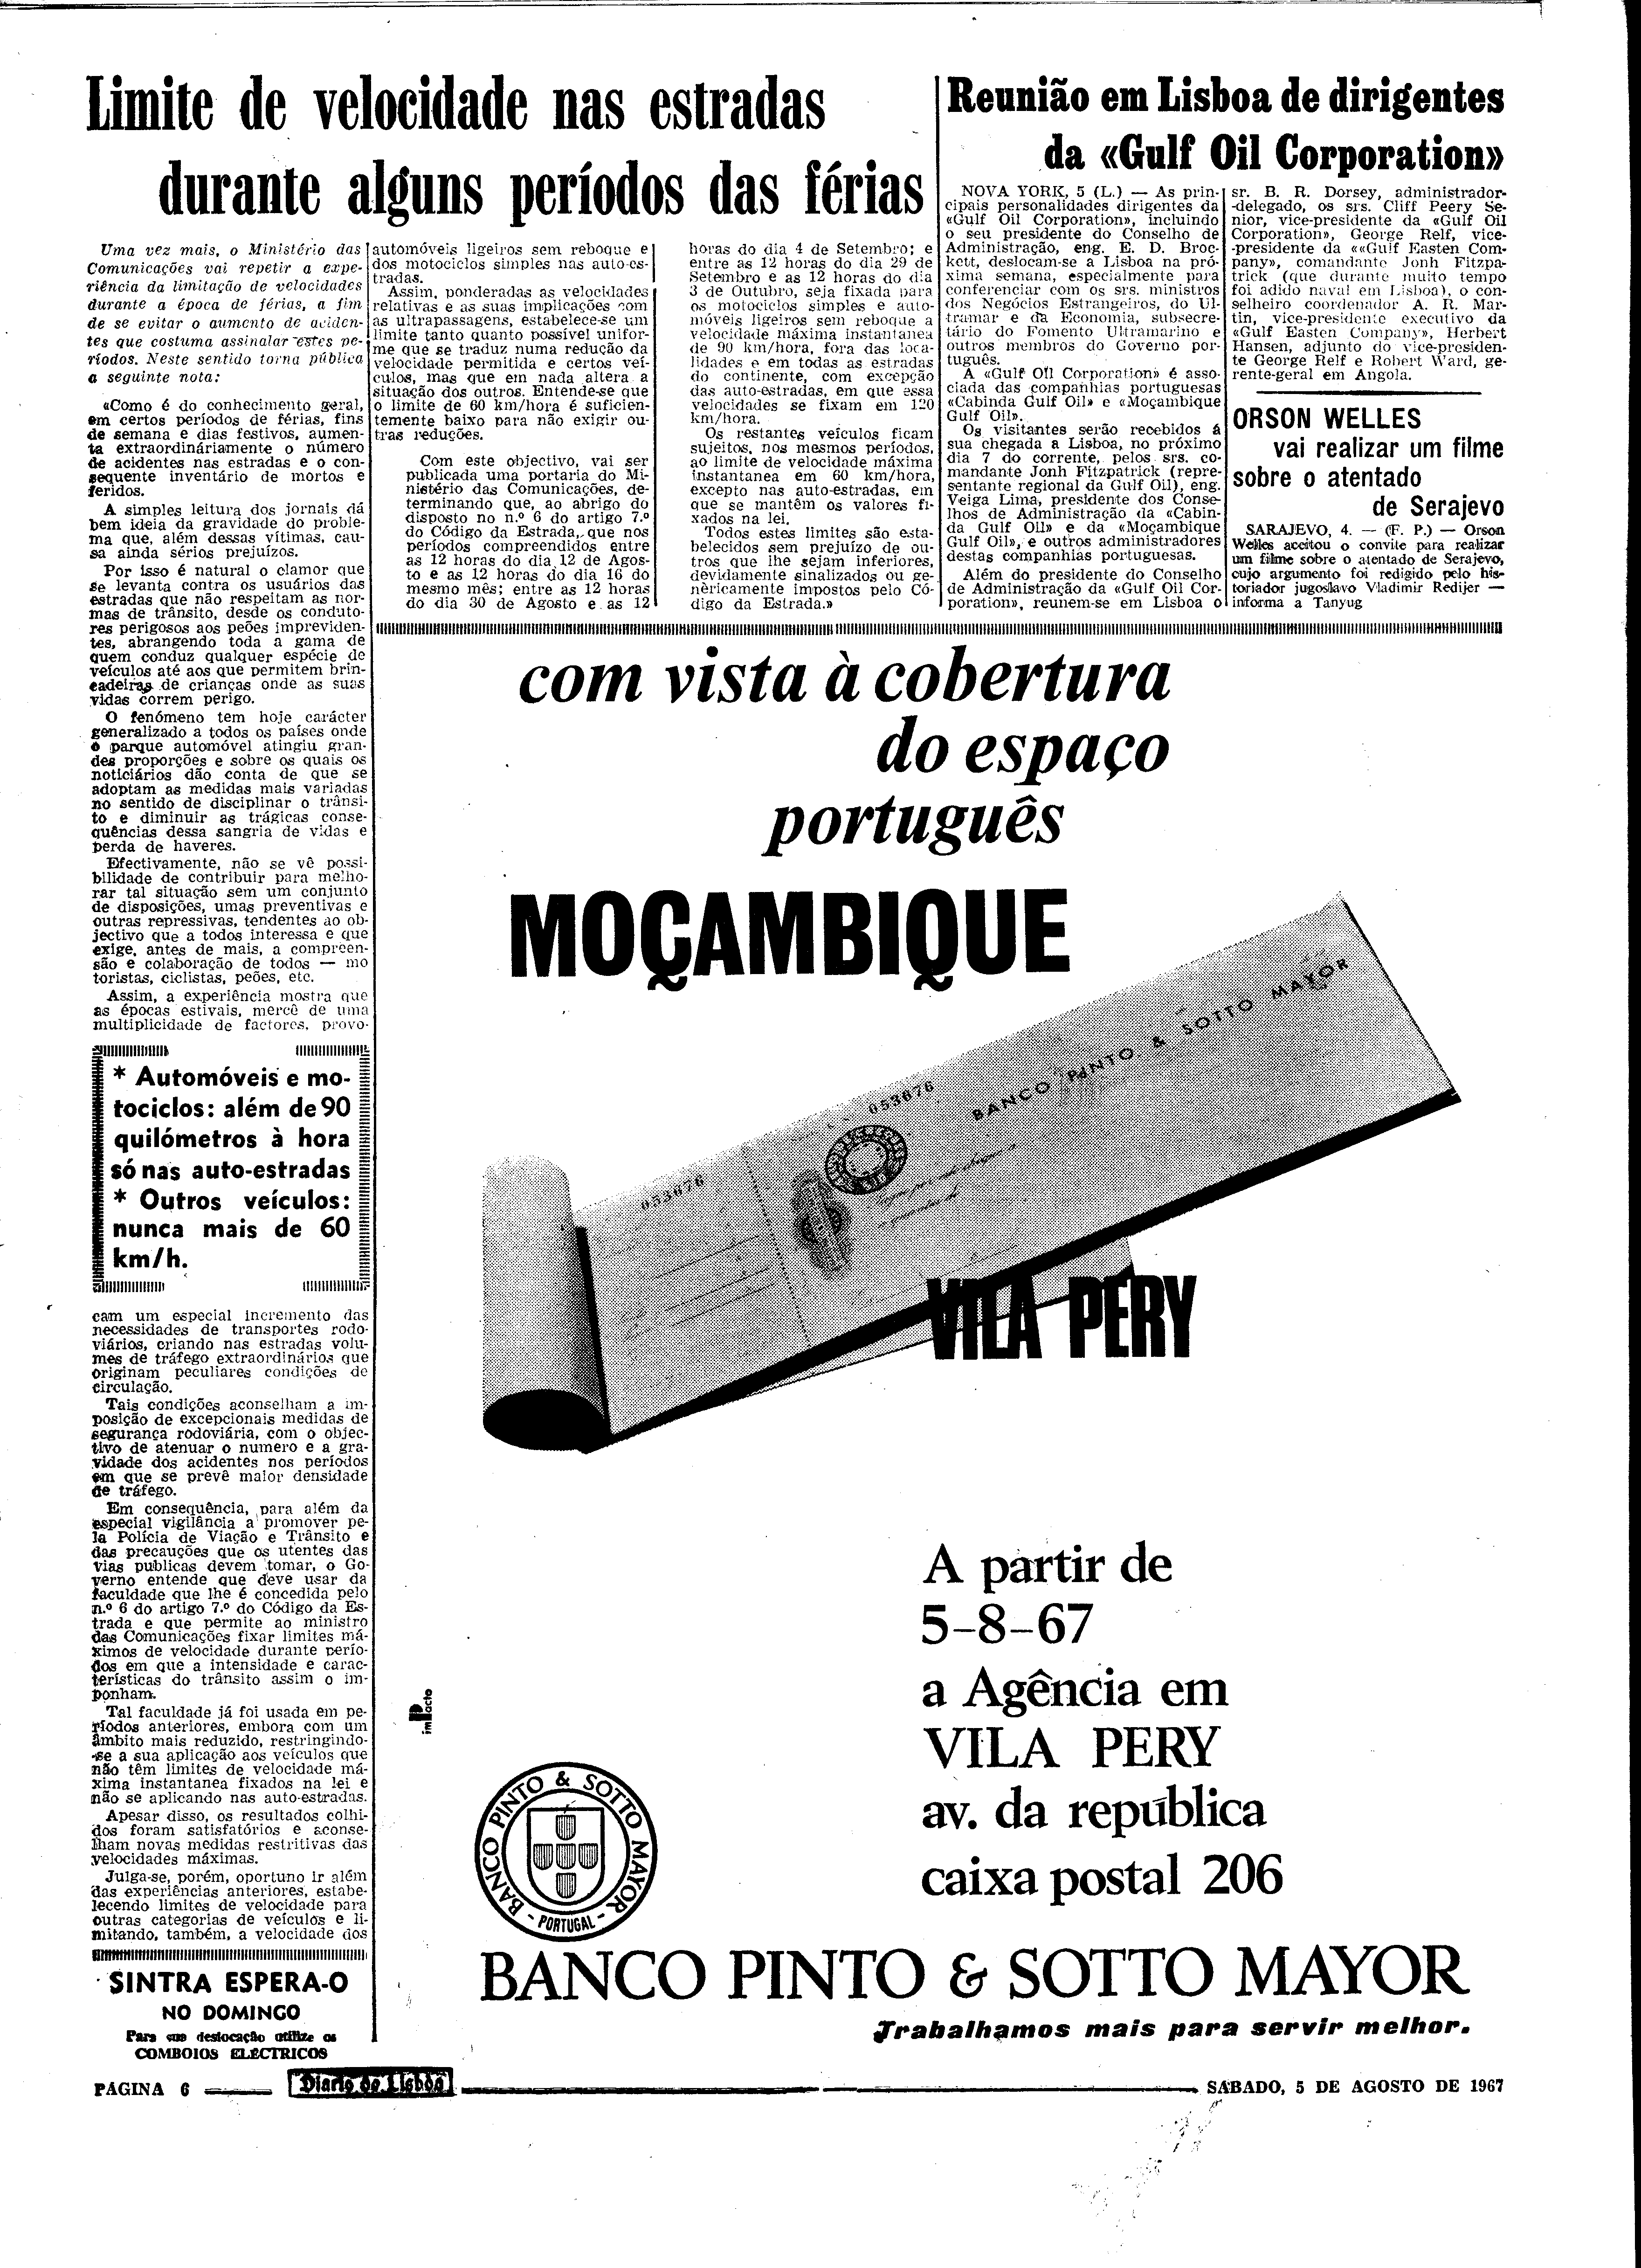 Limite de velocidade nas estradas
durante alguns períodos das férias
Uma vez mais, o Ministério das
Comunicações vai repetir a expe-
riência da limitação de velocidades
durante a época de férias, a fim
de se evitar o aumento de aciden-
tes que costuma assinalar estes pe-
ríodos. Neste sentido torna pública
a seguinte nota:
«Como é do conhecimento geral,
em certos períodos de férias, fins
de semana e dias festivos, aumen-
ta extraordinàriamente o número
de acidentes nas estradas e o con-
sequente inventário de mortos e
feridos.
A simples leitura dos jornais dá
bem ideia da gravidade do proble-
ma que, além dessas vítimas, cau-
sa ainda sérios prejuízos.
Por isso é natural o clamor que
se levanta contra os usuários das
estradas que não respeitam as nor-
mas de trânsito, desde os conduto-
res perigosos aos peões impreviden-
tes, abrangendo toda a gama de
quem conduz qualquer espécie de
veículos até aos que permitem brin-
cadeiras de crianças onde as suas
vidas correm perigo.
O fenómeno tem hoje carácter
generalizado a todos os países onde
o parque automóvel atingiu gran-
des proporções e sobre os quais os
noticiários dão conta de que se
adoptam as medidas mais variadas
no sentido de disciplinar o trânsi-
to e diminuir as trágicas conse-
quências dessa sangria de vidas e
perda de haveres.
Efectivamente, não se vê possi-
bilidade de contribuir para melho-
rar tal situação sem um conjunto
de disposições, umas preventivas e
outras repressivas, tendentes ao ob-
jectivo que a todos interessa e que
exige, antes de mais, a compreen-
são e colaboração de todos — mo
toristas, ciclistas, peões, etc.
Assim, a experiência mostra que
as épocas estivais, mercê de uma
multiplicidade de factores, provo-
* Automóveis e mo-
tociclos: além de 90
quilómetros à hora
só nas auto-estradas
* Outros veículos:
nunca mais de 60
km/h.
cam um especial incremento das
necessidades de transportes rodo-
viários, criando nas estradas volu-
mes de tráfego extraordinários que
originam peculiares condições de
circulação.
Tais condições aconselham a im-
posição de excepcionais medidas de
segurança rodoviária, com o objec-
tivo de atenuar o numero e a gra-
vidade dos acidentes nos períodos
em que se prevê maior densidade
de tráfego.
Em consequência, para além da
especial vigilância a promover pe-
la Polícia de Viação e Trânsito e
das precauções que os utentes das
vias publicas devem tomar, o Go-
verno entende que deve usar da
faculdade que lhe é concedida pelo
n.º 6 do artigo 7.º do Código da Es-
trada e que permite ao ministro
das Comunicações fixar limites má-
ximos de velocidade durante perío-
dos em que a intensidade e carac-
terísticas do trânsito assim o im-
ponham.
Tal faculdade já foi usada em pe-
ríodos anteriores, embora com um
âmbito mais reduzido, restringindo-
-se a sua aplicação aos veículos que
não têm limites de velocidade má-
xima instantanea fixados na lei e
não se aplicando nas auto-estradas.
Apesar disso, os resultados colhi-
dos foram satisfatórios e aconse-
lham novas medidas restritivas das
velocidades máximas.
Julga-se, porém, oportuno ir além
das experiências anteriores, estabe-
lecendo limites de velocidade para
outras categorias de veículos e li-
mitando, também, a velocidade dos
automóveis ligeiros sem reboque e
dos motociclos simples nas auto-es-
tradas.
Assim, ponderadas as velocidades
relativas e as suas implicações com
as ultrapassagens, estabelece-se um
limite tanto quanto possível unifor-
me que se traduz numa redução da
velocidade permitida e certos veí-
culos, mas que em nada altera a
situação dos outros. Entende-se que
o limite de 60 km/hora é suficien-
temente baixo para não exigir ou-
tras reduções.
Com este objectivo, vai ser
publicada uma portaria do Mi-
nistério das Comunicações, de-
terminando que, ao abrigo do
disposto no n.º 6 do artigo 7.º
do Código da Estrada, que nos
períodos compreendidos entre
as 12 horas do dia 12 de Agos-
to e as 12 horas do dia 16 do
mesmo mês; entre as 12 horas
do dia 30 de Agosto e as 12
horas do dia 4 de Setembro; e
entre as 12 horas do dia 29 de
Setembro e as 12 horas do dia
3 de Outubro, seja fixada para
os motociclos simples e auto-
móveis ligeiros sem reboque a
velocidade máxima instantanea
de 90 km/hora, fora das loca-
lidades e em todas as estradas
do continente, com excepção
das auto-estradas, em que essa
velocidades se fixam em 120
km/hora.
Os restantes veículos ficam
sujeitos, nos mesmos períodos,
ao limite de velocidade máxima
instantanea em 60 km/hora,
excepto nas auto-estradas, em
que se mantêm os valores fi-
xados na lei.
Todos estes limites são esta-
belecidos sem prejuízo de ou-
tros que lhe sejam inferiores,
devidamente sinalizados ou ge-
nèricamente impostos pelo Có-
digo da Estrada.»
Reunião em Lisboa de dirigentes
da «Gulf Oil Corporation»
NOVA YORK, 5 (L.) — As prin-
cipais personalidades dirigentes da
«Gulf Oil Corporation», incluindo
o seu presidente do Conselho de
Administração, eng. E. D. Broc-
kett, deslocam-se a Lisboa na pró-
xima semana, especialmente para
conferenciar com os srs. ministros
dos Negócios Estrangeiros, do Ul-
tramar e da Economia, subsecre-
tário do Fomento Ultramarino e
outros membros do Governo por-
tuguês.
A «Gulf Oil Corporation» é asso-
ciada das companhias portuguesas
«Cabinda Gulf Oil» e «Moçambique
Gulf Oil».
Os visitantes serão recebidos á
sua chegada a Lisboa, no próximo
dia 7 do corrente, pelos srs. co-
mandante Jonh Fitzpatrick (repre-
sentante regional da Gulf Oil), eng.
Veiga Lima, presidente dos Conse-
lhos de Administração da «Cabin-
da Gulf Oil» e da «Moçambique
Gulf Oil», e outros administradores
destas companhias portuguesas.
Além do presidente do Conselho
de Administração da «Gulf Oil Cor-
poration», reunem-se em Lisboa o
sr. B. R. Dorsey, administrador-
-delegado, os srs. Cliff Peery Se-
nior, vice-presidente da «Gulf Oil
Corporation», George Relf, vice-
-presidente da ««Gulf Easten Com-
pany», comandante Jonh Fitzpa-
trick (que durante muito tempo
foi adido naval em Lisboa), o con-
selheiro coordenador A. R. Mar-
tin, vice-presidente executivo da
«Gulf Easten Company», Herbert
Hansen, adjunto do vice-presiden-
te George Relf e Robert Ward, ge-
rente-geral em Angola.
ORSON WELLES
vai realizar um filme
sobre o atentado
de Serajevo
SARAJEVO, 4. — (F. P.) — Orson
Welles aceitou o convite para realizar
um filme sobre o atentado de Serajevo,
cujo argumento foi redigido pelo his-
toriador jugoslavo Vladimir Redijer —
informa a Tanyug
com vista à cobertura
do espaço
português
MOÇAMBIQUE
BANCO PINTO & SOTTO MAYOR
053676
053676
VILA PERY
A partir de
5-8-67
a Agência em
VILA PERY
av. da república
caixa postal 206
imPacto
BANCO PINTO & SOTTO MAYOR
- PORTUGAL -
BANCO PINTO & SOTTO MAYOR
Trabalhamos mais para servir melhor.
SINTRA ESPERA-O
NO DOMINGO
Para sua deslocação utilize os
COMBOIOS ELÉCTRICOS
PÁGINA 6
Diario de Lisboa
SÁBADO, 5 DE AGOSTO DE 1967